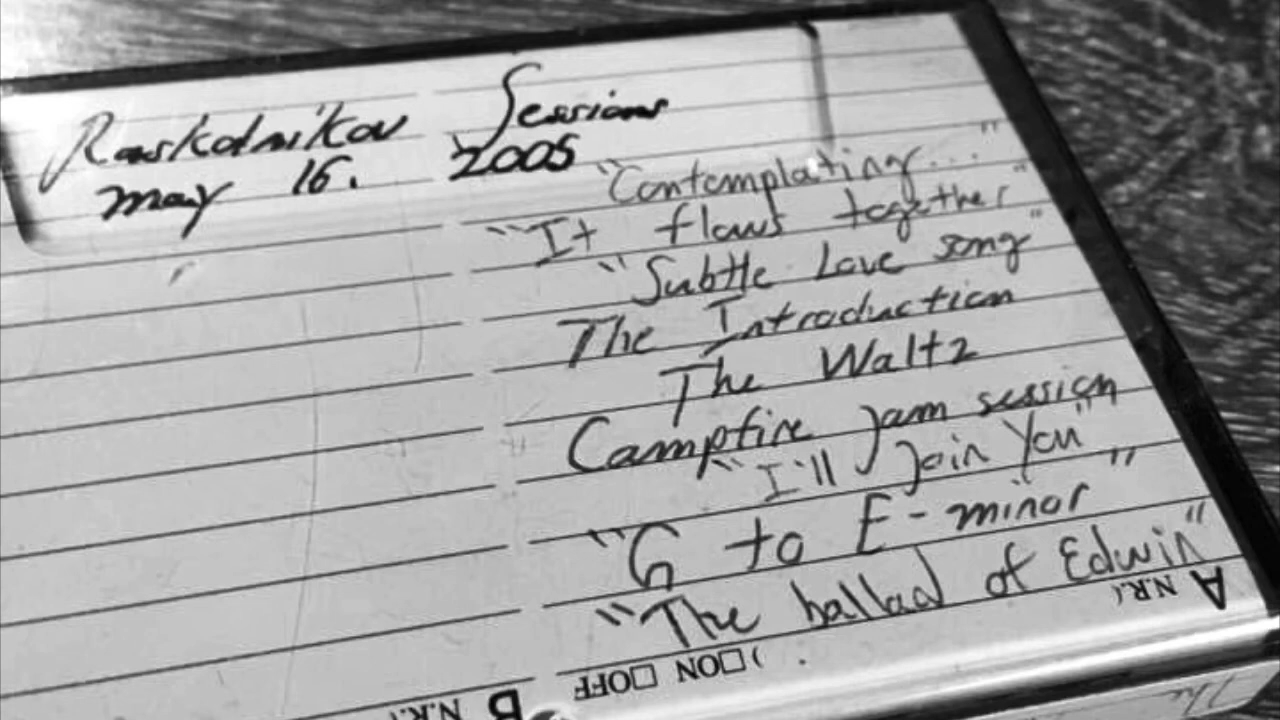 Raskolnikov Sessions
May 16. 2005
"Contemplating..."
"It flows together"
"Subtle Love song"
The Introduction
The Waltz
Campfire Jam session
"I'll Join You"
"G to E-minor"
"The ballad of Edwin"
A N.R.(
)ON OFF
B N.R.(
The